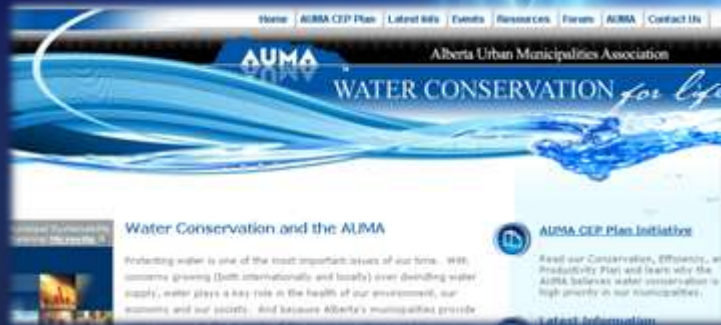 Home | AUMA CEP Plan | Latest Info | Events | Resources | Forum | AUMA | Contact Us |
AUMA
Alberta Urban Municipalities Association
WATER CONSERVATION for life
Water Conservation and the AUMA
Protecting water is one of the most important issues of our time. With
concerns growing (both internationally and locally) over dwindling water
supply, water plays a key role in the health of our environment, our
economy and our society. And because Alberta's municipalities provide
AUMA CEP Plan Initiative
Read our Conservation, Efficiency, an
Productivity Plan and learn why the
AUMA believes water conservation is
high priority in our municipalities.
Latest Information